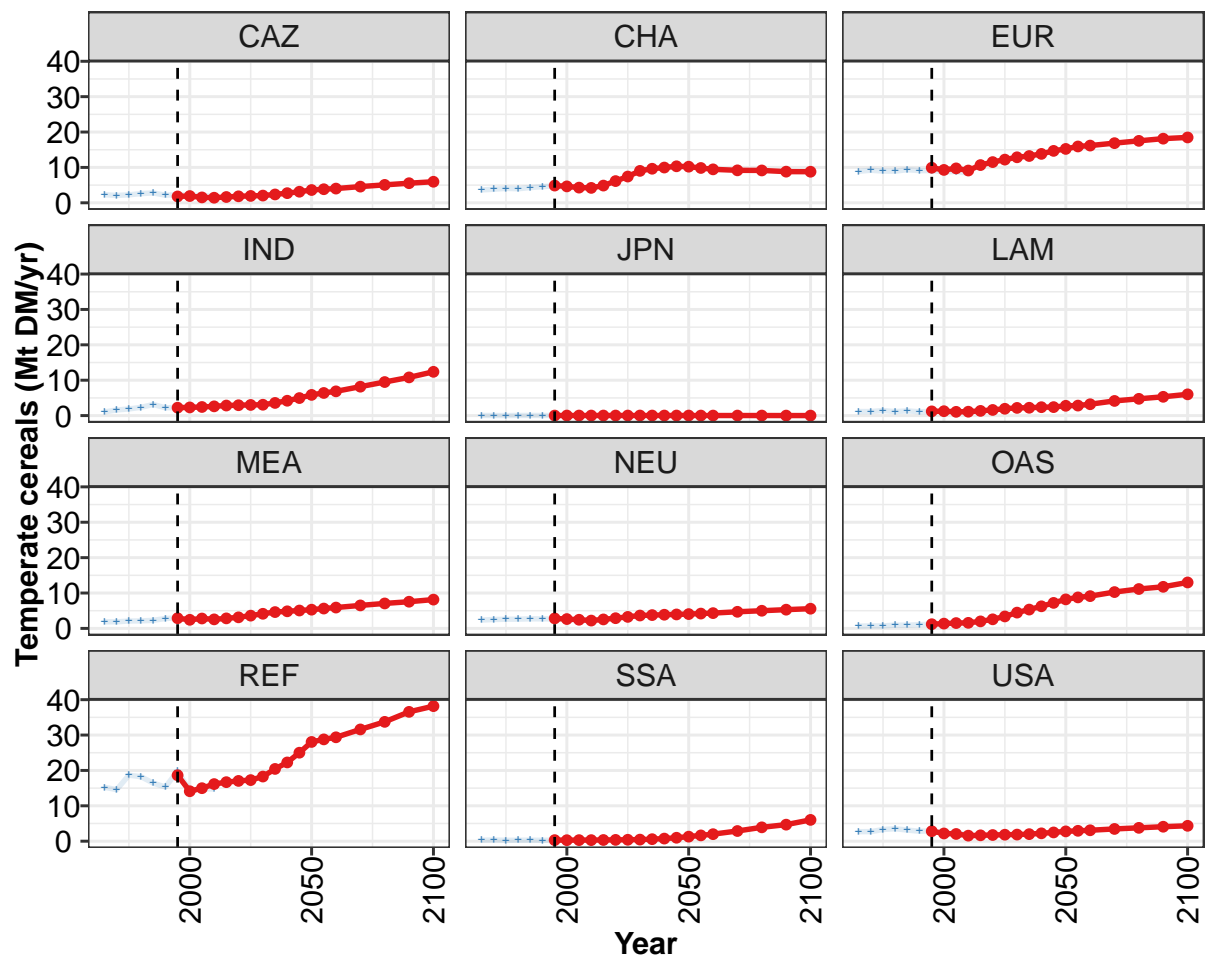 CAZ CHA EUR
40
30
20
10
0
IND JPN LAM
40
30
20
10
0
MEA NEU OAS
40
30
20
10
0
REF SSA USA
40
30
20
10
0
2000 2050 2100 2000 2050 2100 2000 2050 2100
Year
Temperate cereals (Mt DM/yr)